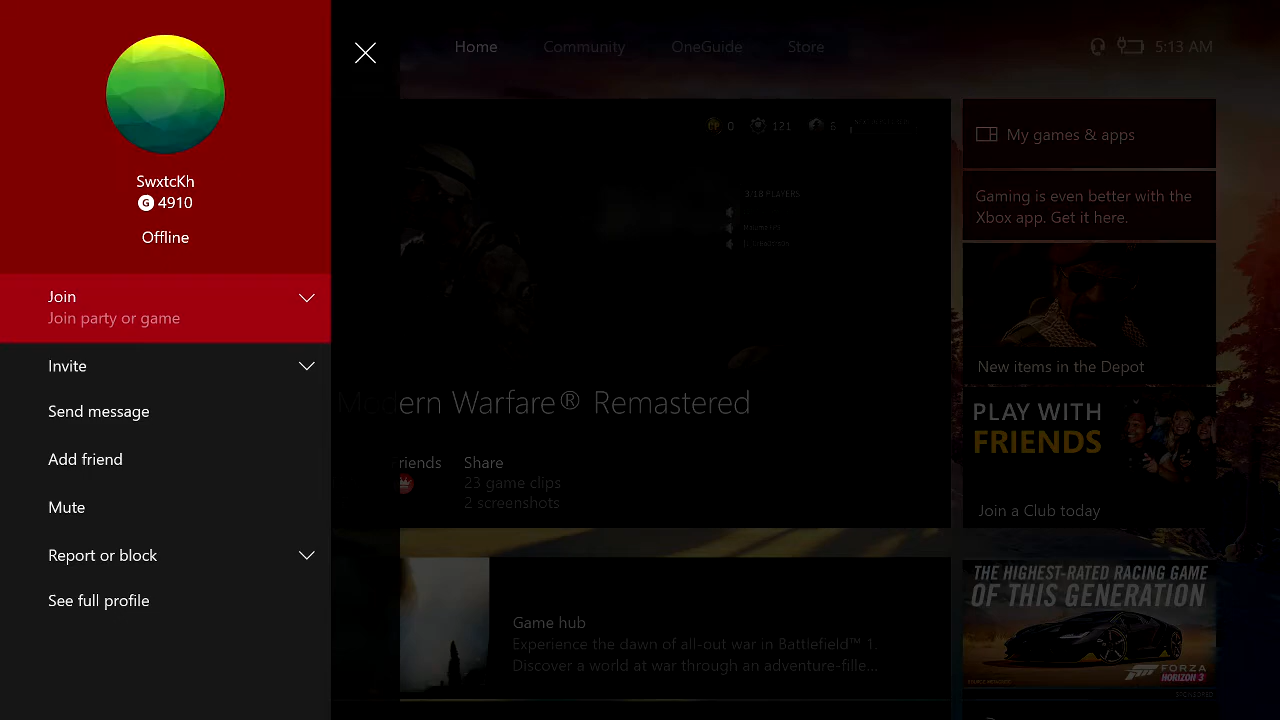 SwxtcKh
G 4910
Offline
Join
Join party or game
Invite
Send message
Add friend
Mute
Report or block
See full profile
Home
Community
OneGuide
Store
5:13 AM
0
121
6
3/18 PLAYERS
Modern Warfare® Remastered
riends
Share
23 game clips
2 screenshots
Game hub
Experience the dawn of all-out war in Battlefield™ 1.
Discover a world at war through an adventure-fille...
My games & apps
Gaming is even better with the
Xbox app. Get it here.
New items in the Depot
PLAY WITH
FRIENDS
Join a Club today
THE HIGHEST-RATED RACING GAME
OF THIS GENERATION
FORZA
HORIZON 3
SPONSORED